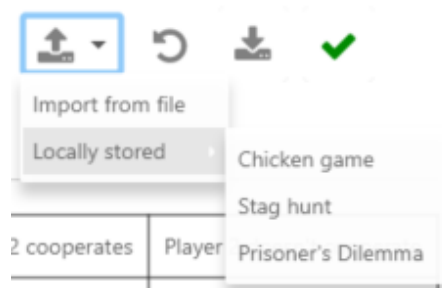 Import from file
Locally stored
Chicken game
Stag hunt
Prisoner's Dilemma
2 cooperates
Player